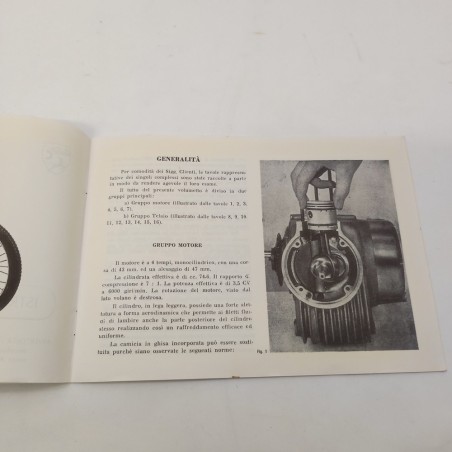 GENERALITÀ
Per comodità dei Sigg. Clienti, le tavole rappresen-
tative dei singoli complessi sono state raccolte a parte
in modo da rendere agevole il loro esame.
Il tutto del presente volumetto è diviso in due
gruppi principali:
a) Gruppo motore (illustrato dalle tavole 1, 2, 3,
4, 5, 6, 7).
b) Gruppo Telaio (illustrato dalle tavole 8, 9, 10,
11, 12, 13, 14, 15, 16).
GRUPPO MOTORE
Il motore è a 4 tempi, monocilindrico, con una cor-
sa di 43 mm. ed un alesaggio di 47 mm.
La cilindrata effettiva è di cc. 74,6. Il rapporto di
compressione è 7 : 1. La potenza effettiva è di 5,5 CV
a 6000 giri/min. La rotazione del motore, vista dal
lato volano è destrosa.
Il cilindro, in lega leggera, possiede una forte alet-
tatura a forma aerodinamica che permette ai filetti flui-
di di lambire anche la parte posteriore del cilindro
stesso realizzando così un raffreddamento efficace ed
uniforme.
La camicia in ghisa incorporata può essere sosti-
tuita purchè siano osservate le seguenti norme:
Fig.